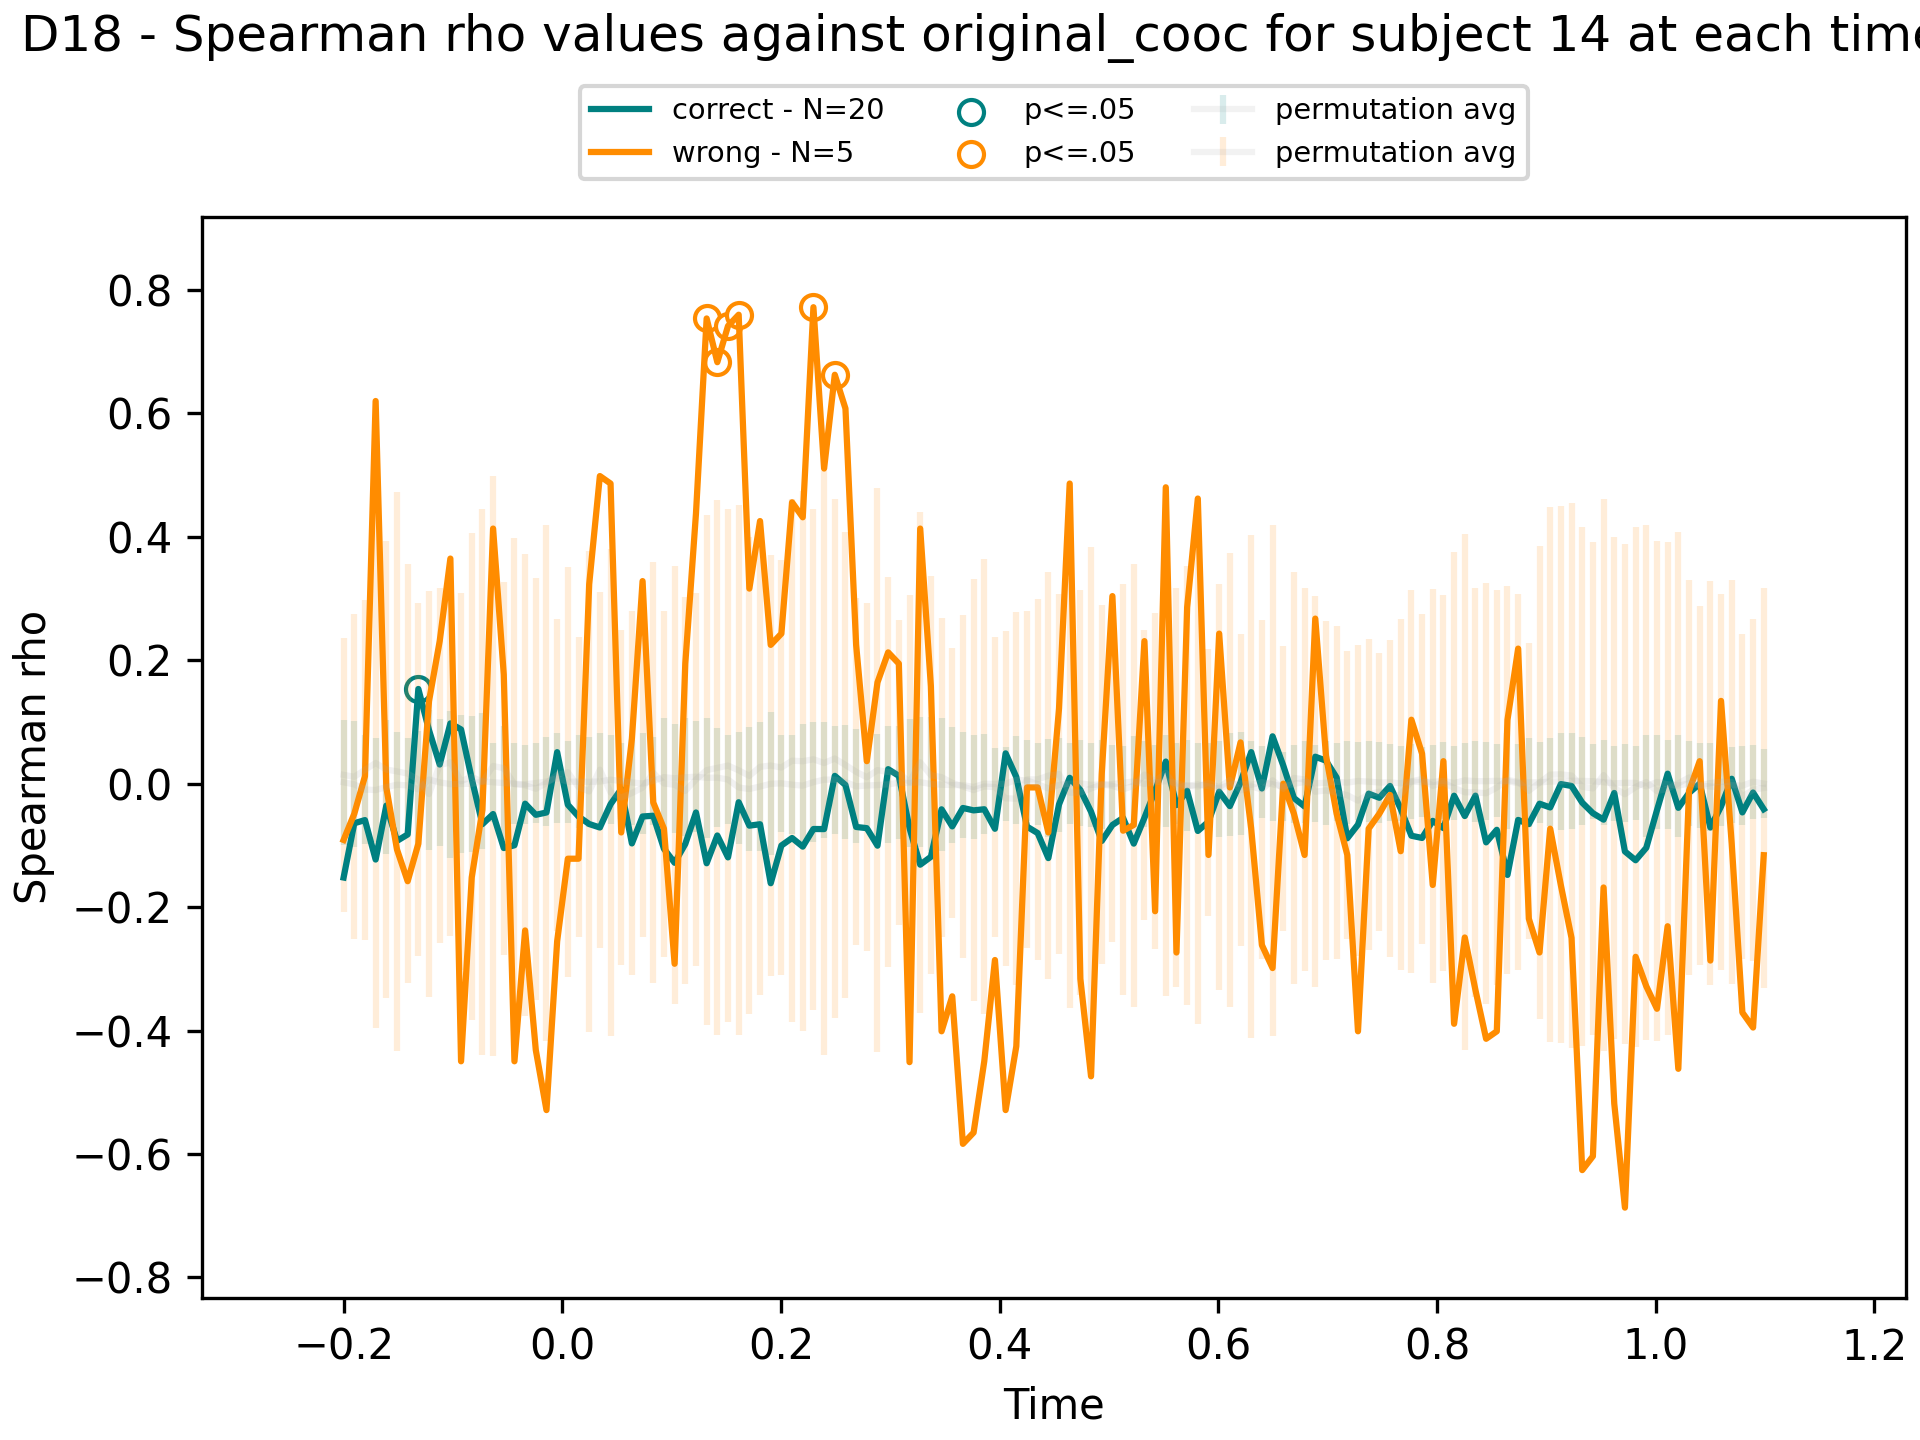 D18 - Spearman rho values against original_cooc for subject 14 at each time
correct - N=20 p<=.05 permutation avg
wrong - N=5 p<=.05 permutation avg
Spearman rho
0.8
0.6
0.4
0.2
0.0
−0.2
−0.4
−0.6
−0.8
−0.2 0.0 0.2 0.4 0.6 0.8 1.0 1.2
Time